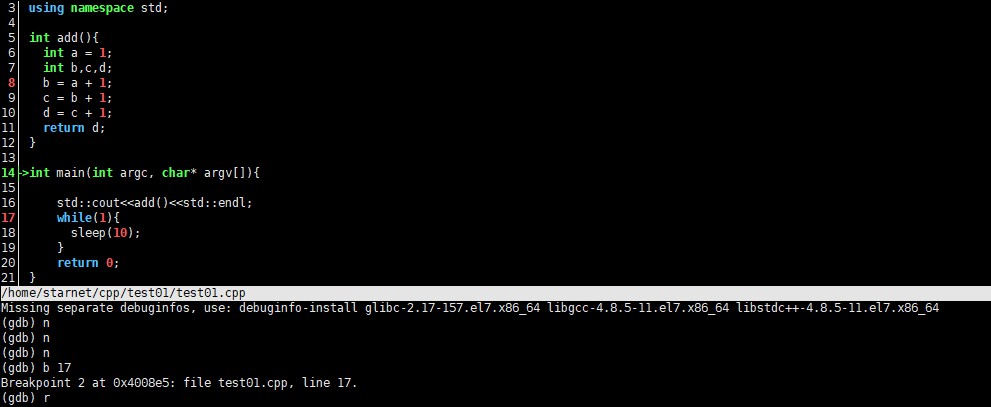 3 using namespace std;
4
5 int add(){
6   int a = 1;
7   int b,c,d;
8   b = a + 1;
9   c = b + 1;
10   d = c + 1;
11   return d;
12 }
13
14->int main(int argc, char* argv[]){
15
16     std::cout<<add()<<std::endl;
17     while(1){
18       sleep(10);
19     }
20     return 0;
21 }
/home/starnet/cpp/test01/test01.cpp
Missing separate debuginfos, use: debuginfo-install glibc-2.17-157.el7.x86_64 libgcc-4.8.5-11.el7.x86_64 libstdc++-4.8.5-11.el7.x86_64
(gdb) n
(gdb) n
(gdb) n
(gdb) b 17
Breakpoint 2 at 0x4008e5: file test01.cpp, line 17.
(gdb) r